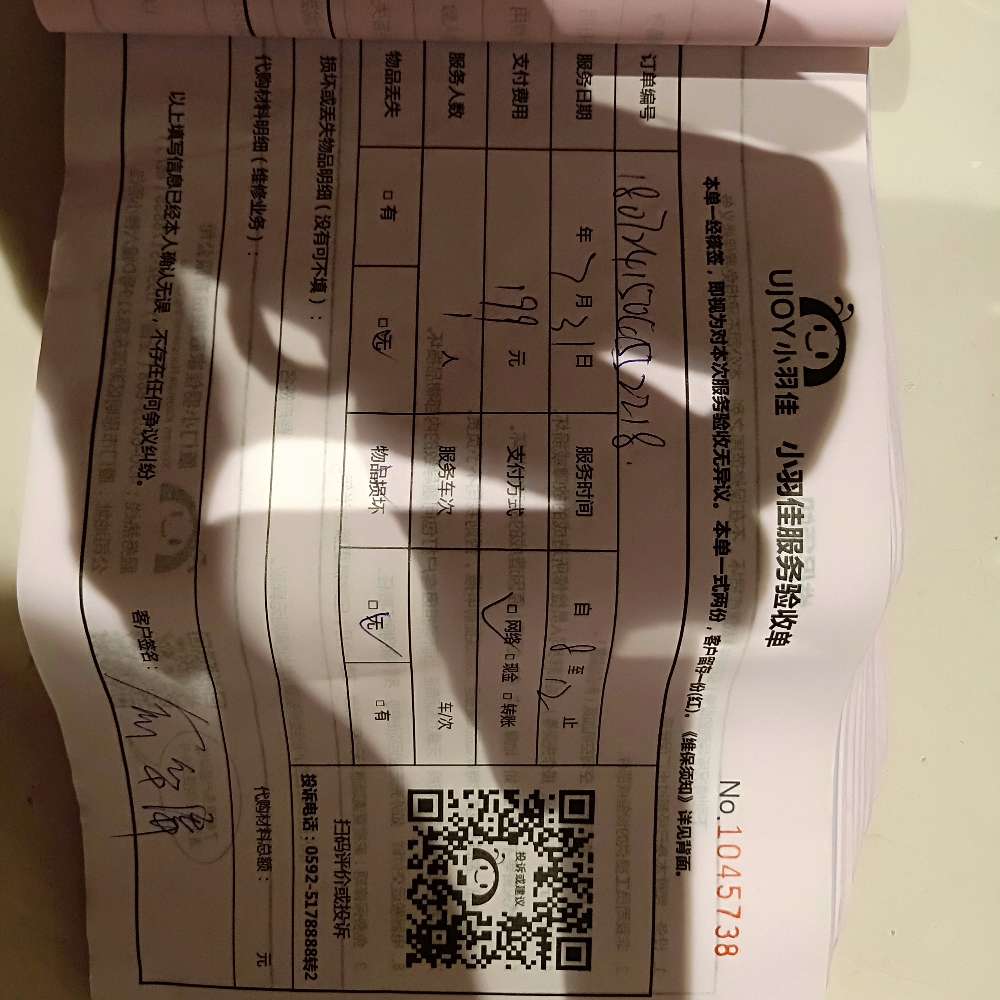 UJOY小羽佳 小羽佳服务验收单
No.1045738
本单一经接签，即视为对本次服务验收无异议。本单一式两份，客户留存一份(红)。《维保须知》详见背面。
订单编号
服务日期 年 7 月 31 日 服务时间 自 8 至 12 止
支付费用 199 元 支付方式 □网络 □现金 □转账
服务人数 1 人 服务车次 车/次
物品丢失 □有 □无 物品损坏 □无 □有
投诉或建议
扫码评价或投诉
投诉电话：0592-5178888转2
损坏或丢失物品明细（没有可不填）：
代购材料明细（维修业务）： 代购材料总额： 元
以上填写信息已经本人确认无误，不存在任何争议纠纷。 客户签名：